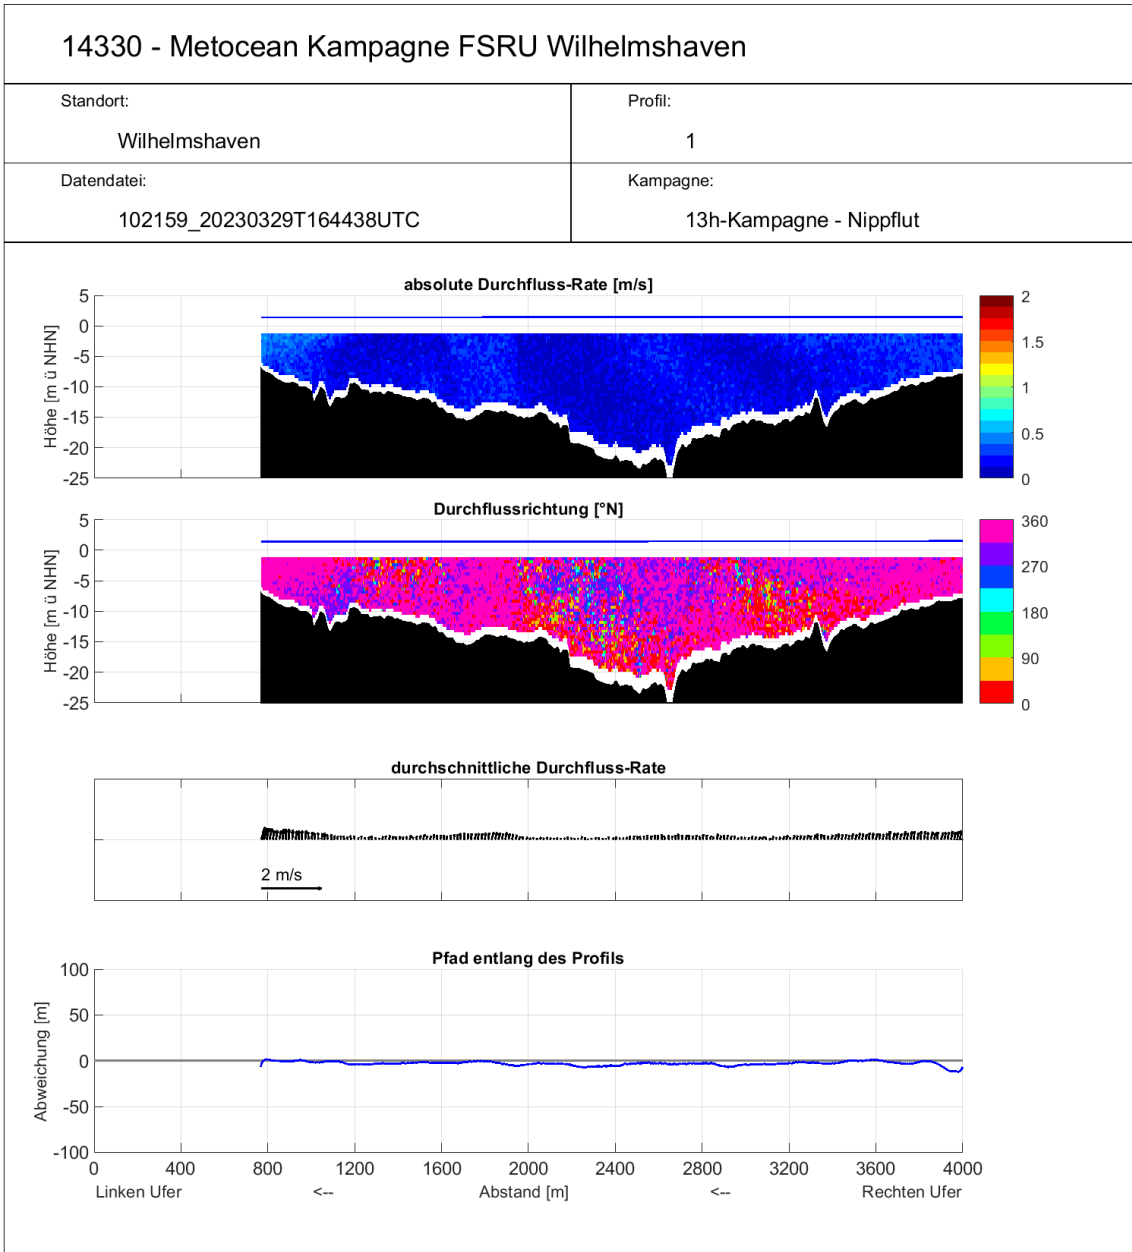 14330 - Metocean Kampagne FSRU Wilhelmshaven
Standort:
Profil:
Wilhelmshaven
1
Datendatei:
Kampagne:
102159_20230329T164438UTC
13h-Kampagne - Nippflut
absolute Durchfluss-Rate [m/s]
5
0
-5
-10
-15
-20
-25
Höhe [m ü NHN]
2
1.5
1
0.5
0
Durchflussrichtung [°N]
5
0
-5
-10
-15
-20
-25
Höhe [m ü NHN]
360
270
180
90
0
durchschnittliche Durchfluss-Rate
2 m/s
Pfad entlang des Profils
100
50
0
-50
-100
Abweichung [m]
0 400 800 1200 1600 2000 2400 2800 3200 3600 4000
Linken Ufer <-- Abstand [m] <-- Rechten Ufer